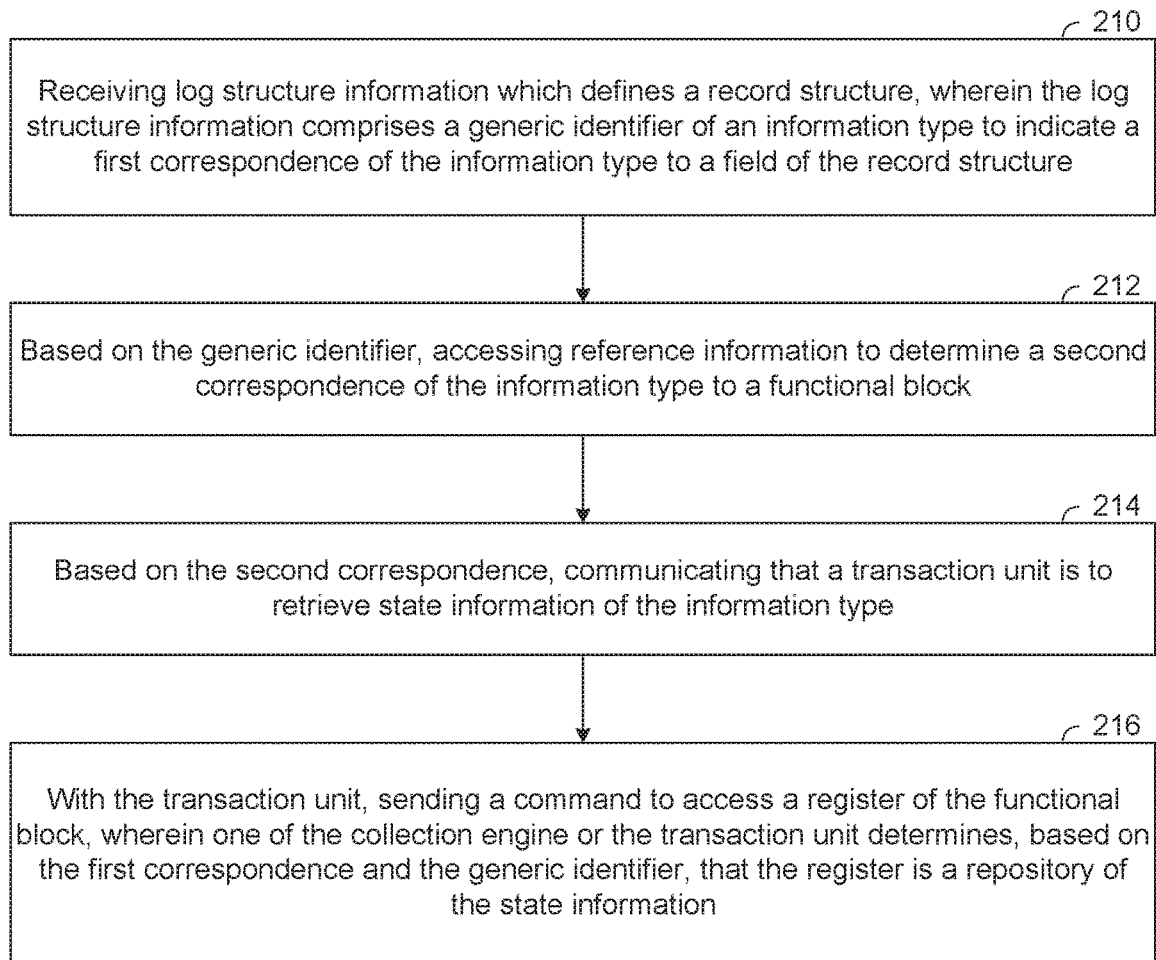 210
Receiving log structure information which defines a record structure, wherein the log
structure information comprises a generic identifier of an information type to indicate a
first correspondence of the information type to a field of the record structure
212
Based on the generic identifier, accessing reference information to determine a second
correspondence of the information type to a functional block
214
Based on the second correspondence, communicating that a transaction unit is to
retrieve state information of the information type
216
With the transaction unit, sending a command to access a register of the functional
block, wherein one of the collection engine or the transaction unit determines, based on
the first correspondence and the generic identifier, that the register is a repository of
the state information